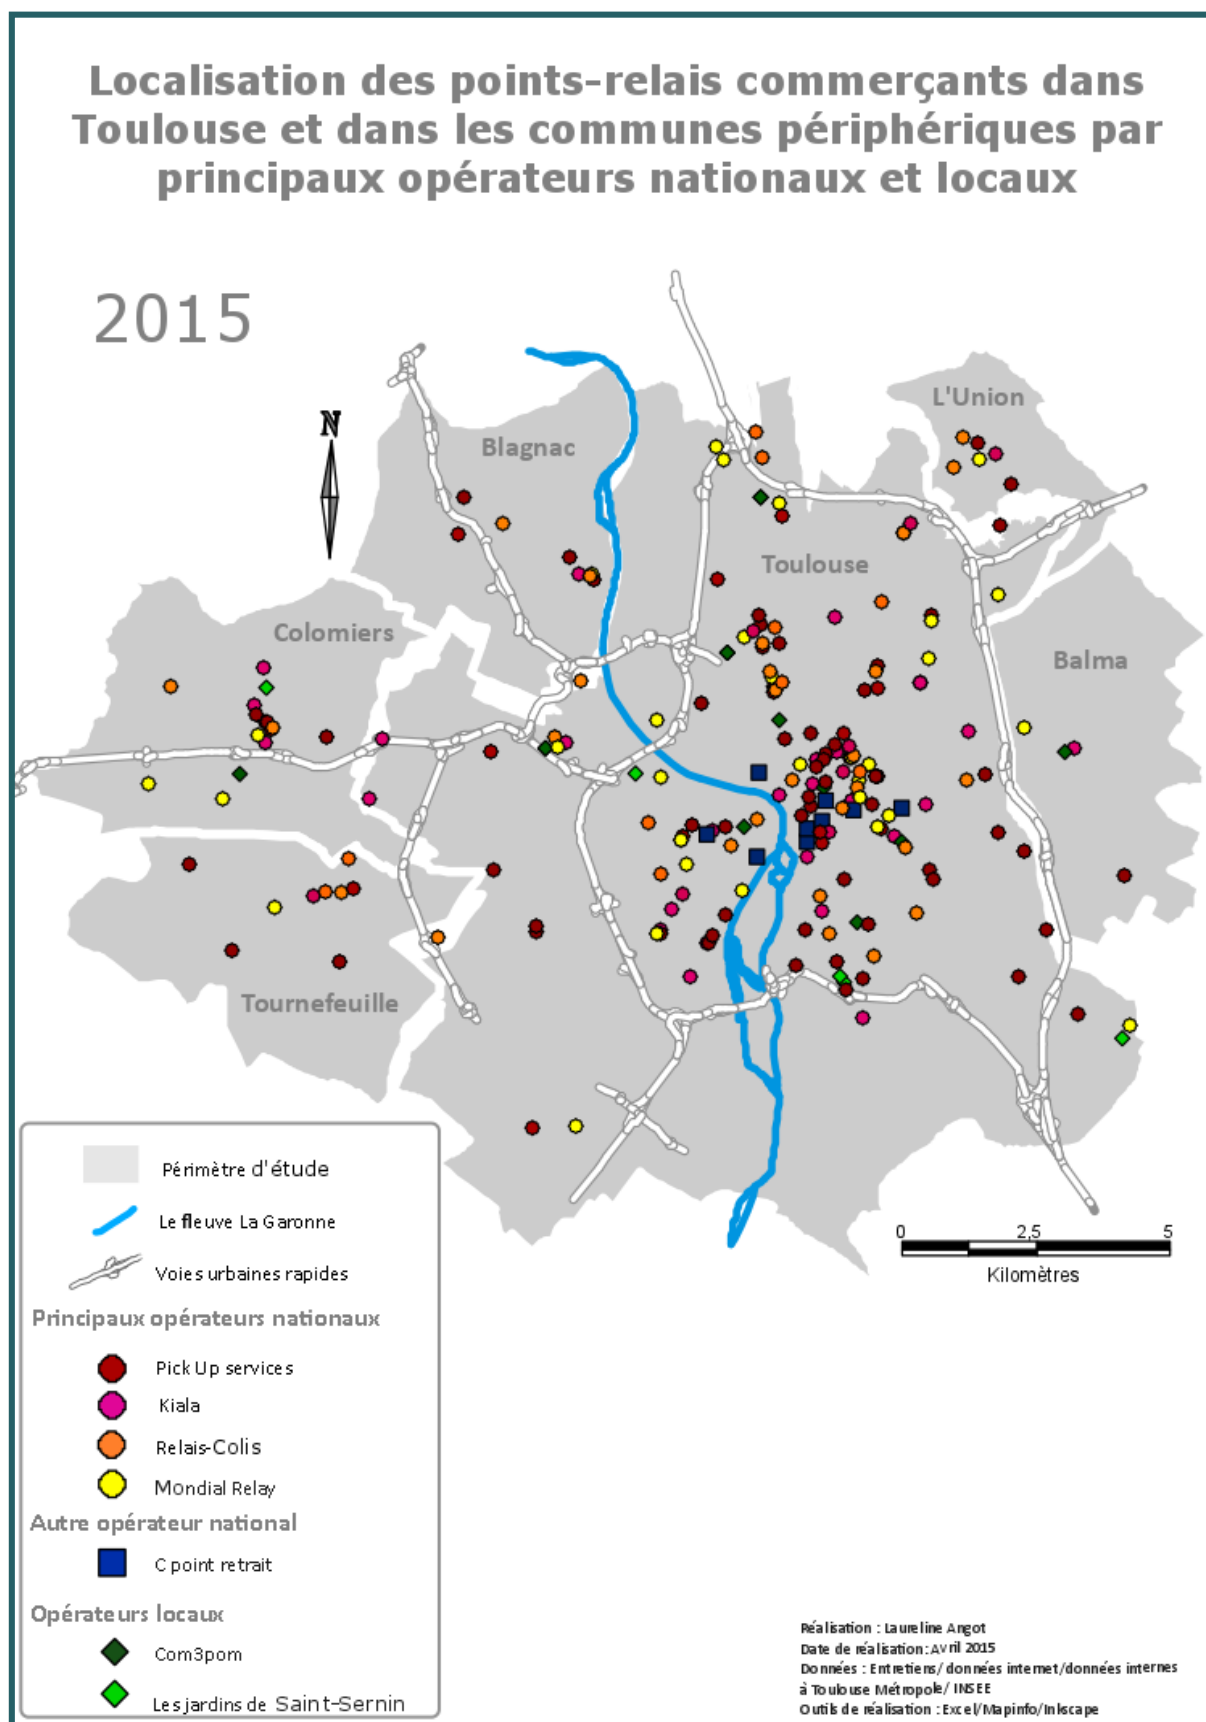 Localisation des points-relais commerçants dans
Toulouse et dans les communes périphériques par
principaux opérateurs nationaux et locaux
2015
N
L'Union
Blagnac
Toulouse
Colomiers
Balma
Tournefeuille
Périmètre d'étude
Le fleuve La Garonne
Voies urbaines rapides
Principaux opérateurs nationaux
Pick Up services
Kiala
Relais-Colis
Mondial Relay
Autre opérateur national
C point retrait
Opérateurs locaux
Com3pom
Les jardins de Saint-Sernin
0 2,5 5
Kilomètres
Réalisation : Laureline Angot
Date de réalisation : Avril 2015
Données : Entretiens/ données internet/données internes
à Toulouse Métropole/ INSEE
Outils de réalisation : Excel/Mapinfo/Inkscape